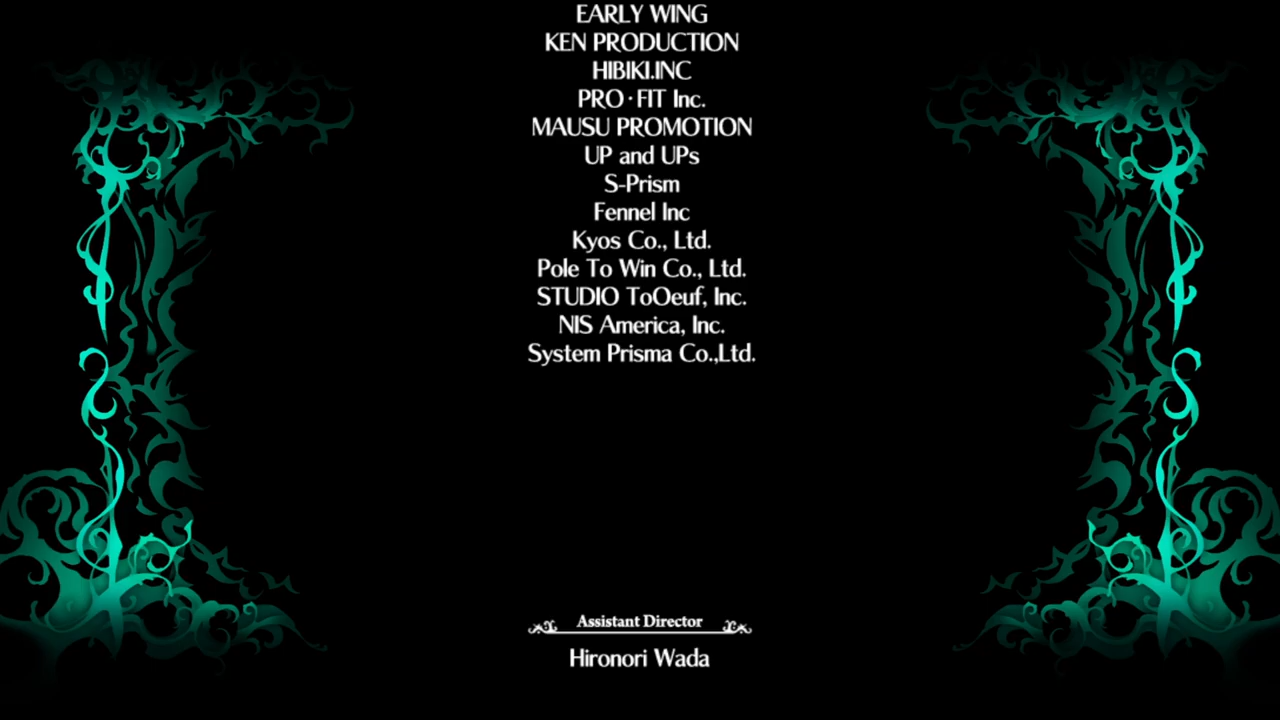 EARLY WING
KEN PRODUCTION
HIBIKI.INC
PRO・FIT Inc.
MAUSU PROMOTION
UP and UPs
S-Prism
Fennel Inc
Kyos Co., Ltd.
Pole To Win Co., Ltd.
STUDIO ToOeuf, Inc.
NIS America, Inc.
System Prisma Co.,Ltd.
Assistant Director
Hironori Wada